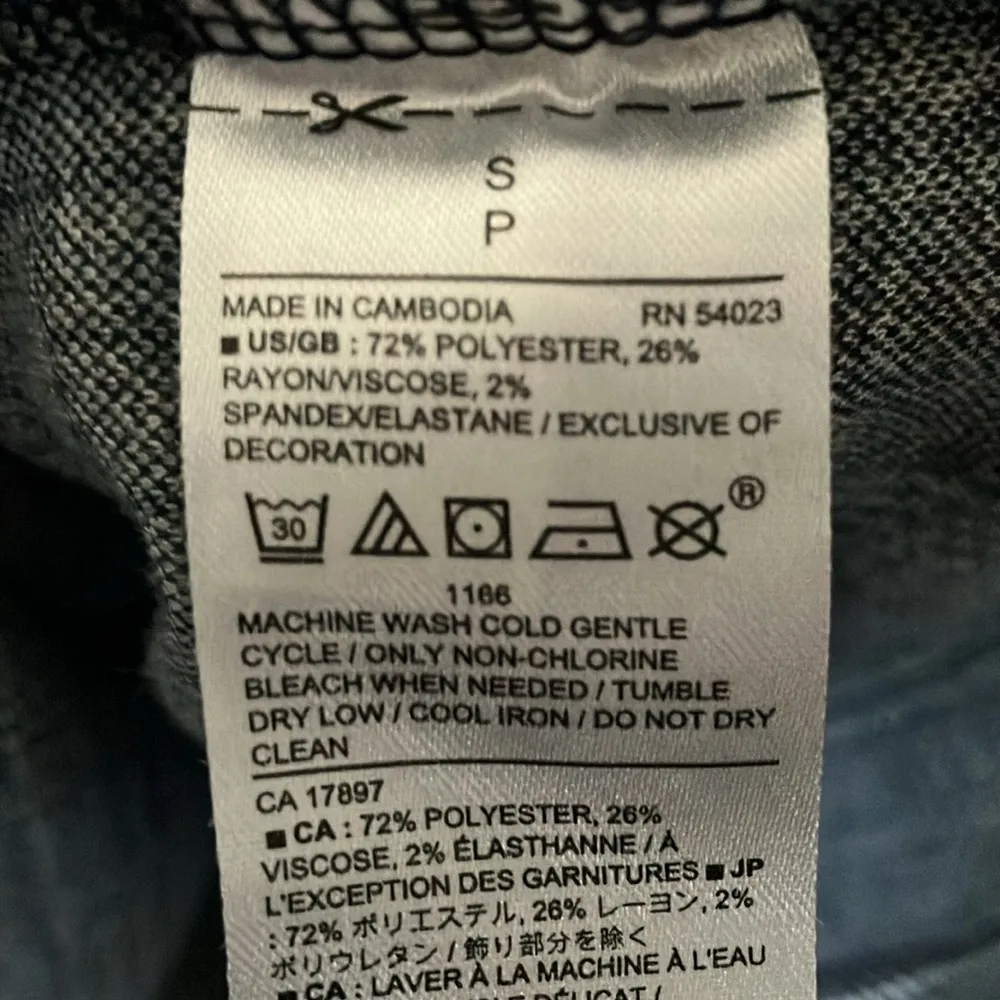 S
P
MADE IN CAMBODIA RN 54023
■ US/GB : 72% POLYESTER, 26%
RAYON/VISCOSE, 2%
SPANDEX/ELASTANE / EXCLUSIVE OF
DECORATION
30 ®
1166
MACHINE WASH COLD GENTLE
CYCLE / ONLY NON-CHLORINE
BLEACH WHEN NEEDED / TUMBLE
DRY LOW / COOL IRON / DO NOT DRY
CLEAN
CA 17897
■ CA : 72% POLYESTER, 26%
VISCOSE, 2% ÉLASTHANNE / À
L'EXCEPTION DES GARNITURES ■ JP
: 72% ポリエステル, 26% レーヨン, 2%
ポリウレタン / 飾り部分を除く
■ CA : LAVER À LA MACHINE À L'EAU
DÉLICAT /